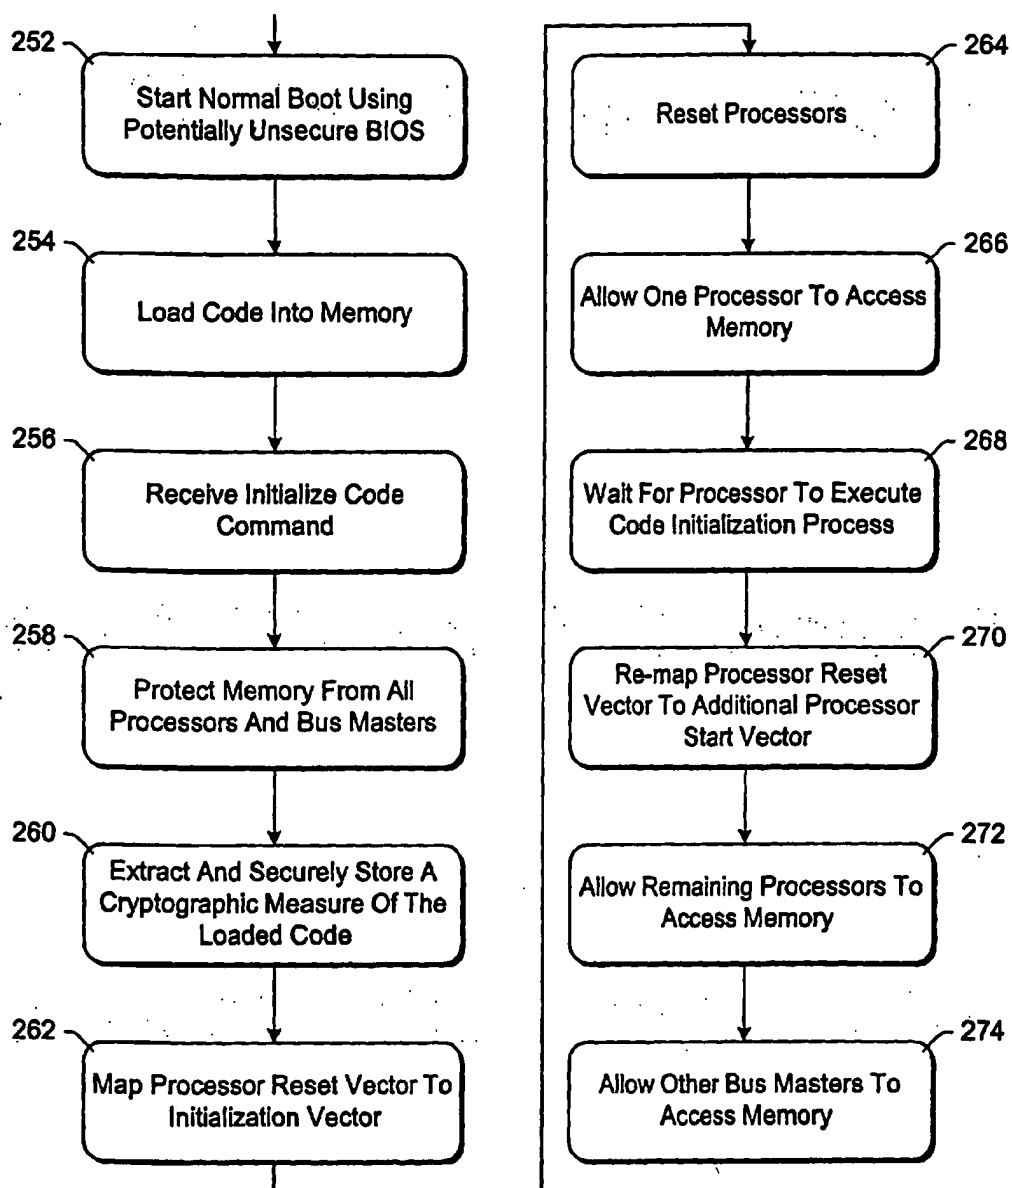 252
Start Normal Boot Using
Potentially Unsecure BIOS
254
Load Code Into Memory
256
Receive Initialize Code
Command
258
Protect Memory From All
Processors And Bus Masters
260
Extract And Securely Store A
Cryptographic Measure Of The
Loaded Code
262
Map Processor Reset Vector To
Initialization Vector
264
Reset Processors
266
Allow One Processor To Access
Memory
268
Wait For Processor To Execute
Code Initialization Process
270
Re-map Processor Reset
Vector To Additional Processor
Start Vector
272
Allow Remaining Processors To
Access Memory
274
Allow Other Bus Masters To
Access Memory